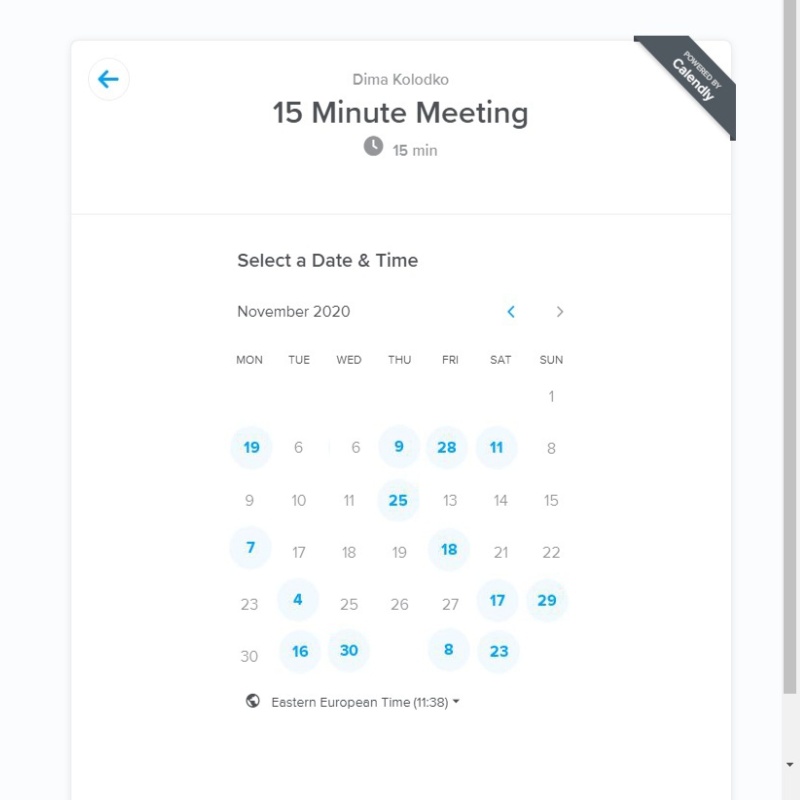 Dima Kolodko
POWERED BY
Calendly
15 Minute Meeting
15 min
Select a Date & Time
November 2020
MON TUE WED THU FRI SAT SUN
1
19 6 6 9 28 11 8
9 10 11 25 13 14 15
7 17 18 19 18 21 22
23 4 25 26 27 17 29
30 16 30 8 23
Eastern European Time (11:38)